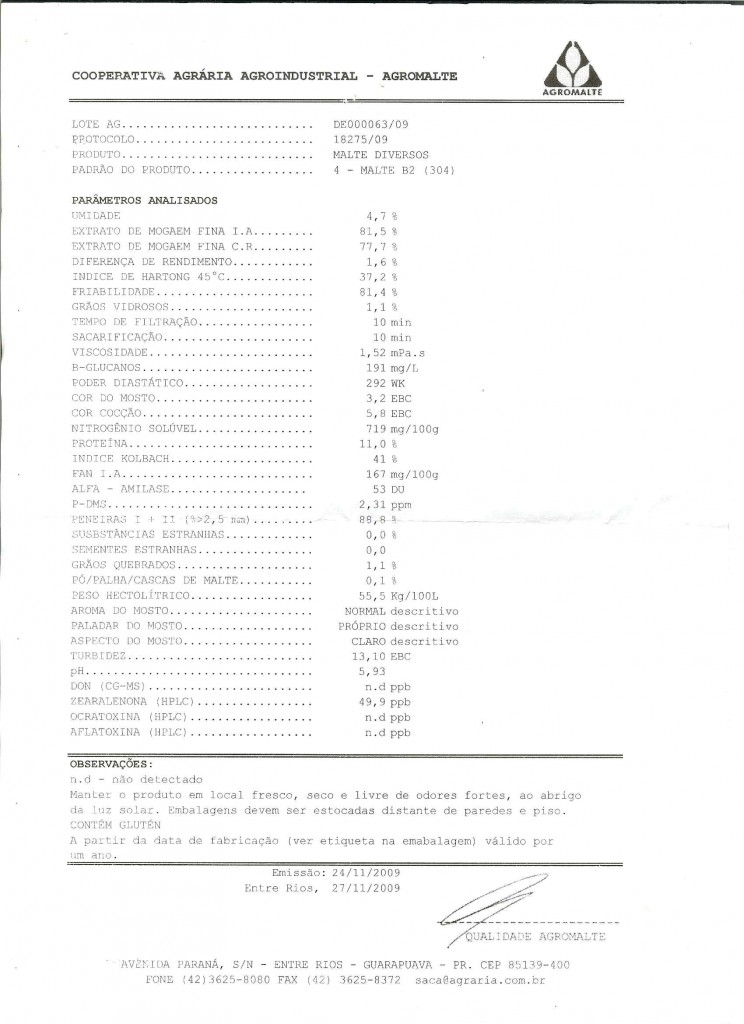 COOPERATIVA AGRÁRIA AGROINDUSTRIAL - AGROMALTE
AGROMALTE
LOTE AG............................ DE000063/09
PROTOCOLO.......................... 18275/09
PRODUTO............................ MALTE DIVERSOS
PADRÃO DO PRODUTO.................. 4 - MALTE B2 (304)
PARÂMETROS ANALISADOS
UMIDADE 4,7 %
EXTRATO DE MOGAEM FINA I.A......... 81,5 %
EXTRATO DE MOGAEM FINA C.R......... 77,7 %
DIFERENÇA DE RENDIMENTO............ 1,6 %
INDICE DE HARTONG 45°C............. 37,2 %
FRIABILIDADE....................... 81,4 %
GRÃOS VIDROSOS..................... 1,1 %
TEMPO DE FILTRAÇÃO................. 10 min
SACARIFICAÇÃO...................... 10 min
VISCOSIDADE........................ 1,52 mPa.s
B-GLUCANOS......................... 191 mg/L
PODER DIASTÁTICO................... 292 WK
COR DO MOSTO....................... 3,2 EBC
COR COCÇÃO......................... 5,8 EBC
NITROGÊNIO SOLÚVEL................. 719 mg/100g
PROTEÍNA........................... 11,0 %
INDICE KOLBACH..................... 41 %
FAN I.A............................ 167 mg/100g
ALFA - AMILASE.................... 53 DU
P-DMS.............................. 2,31 ppm
PENEIRAS I + II (%>2,5 mm)......... 88,8 %
SUSBSTÂNCIAS ESTRANHAS............. 0,0 %
SEMENTES ESTRANHAS................. 0,0
GRÃOS QUEBRADOS.................... 1,1 %
PÓ/PALHA/CASCAS DE MALTE........... 0,1 %
PESO HECTOLÍTRICO.................. 55,5 Kg/100L
AROMA DO MOSTO..................... NORMAL descritivo
PALADAR DO MOSTO................... PRÓPRIO descritivo
ASPECTO DO MOSTO................... CLARO descritivo
TURBIDEZ........................... 13,10 EBC
pH................................. 5,93
DON (CG-MS)........................ n.d ppb
ZEARALENONA (HPLC)................. 49,9 ppb
OCRATOXINA (HPLC).................. n.d ppb
AFLATOXINA (HPLC).................. n.d ppb
OBSERVAÇÕES:
n.d - não detectado
Manter o produto em local fresco, seco e livre de odores fortes, ao abrigo
da luz solar. Embalagens devem ser estocadas distante de paredes e piso.
CONTÉM GLUTÉN
A partir da data de fabricação (ver etiqueta na emabalagem) válido por
um ano.
Emissão: 24/11/2009
Entre Rios, 27/11/2009
QUALIDADE AGROMALTE
AVENIDA PARANÁ, S/N - ENTRE RIOS - GUARAPUAVA - PR. CEP 85139-400
FONE (42)3625-8080 FAX (42) 3625-8372 saca@agraria.com.br